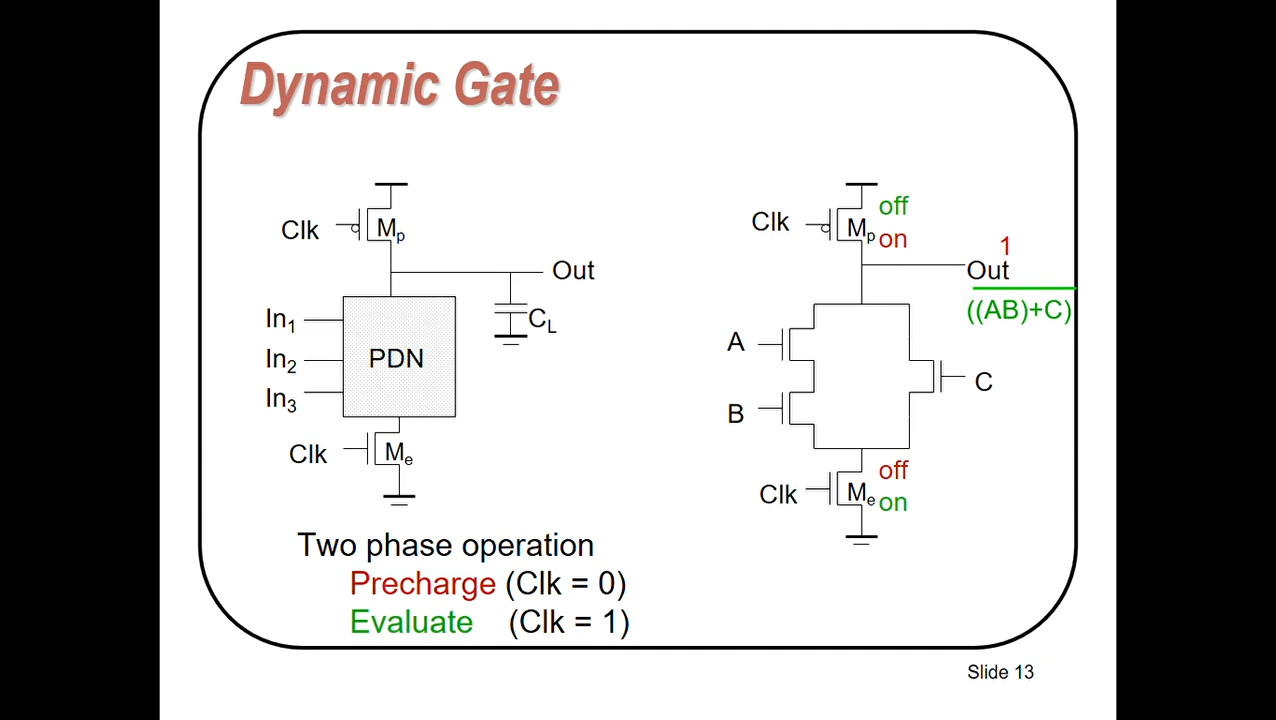 Dynamic Gate
Clk
Mp
Out
CL
In1
In2
In3
PDN
Clk
Me
Clk
Mp
off
on
1
Out
((AB)+C)
A
B
C
Clk
Me
off
on
Two phase operation
Precharge (Clk = 0)
Evaluate (Clk = 1)
Slide 13